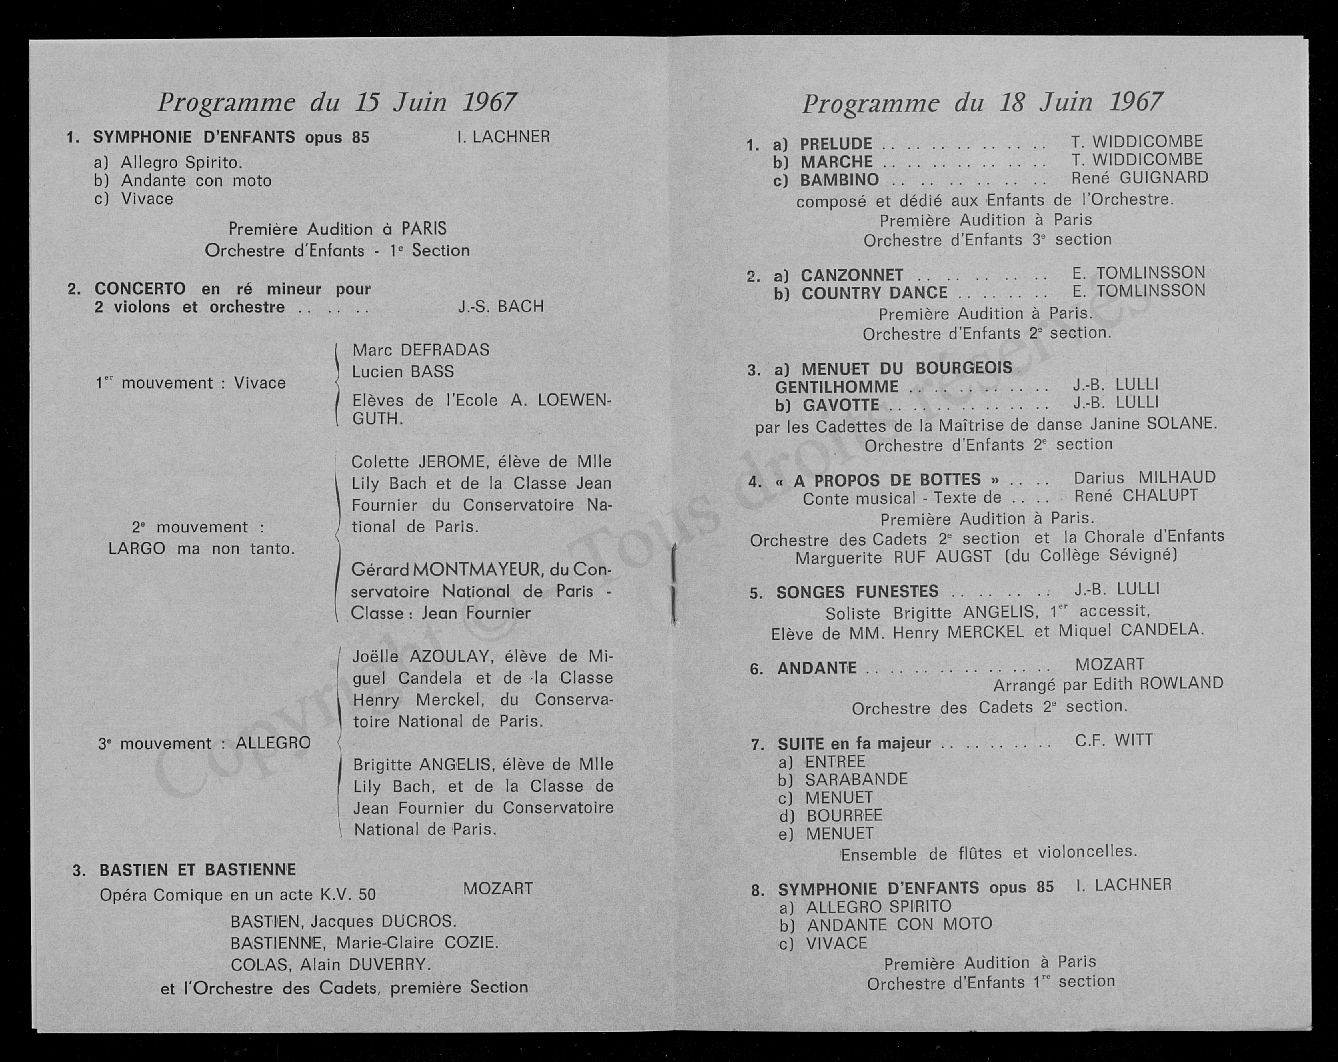 Programme du 15 Juin 1967
1. SYMPHONIE D'ENFANTS opus 85 I. LACHNER
a) Allegro Spirito.
b) Andante con moto
c) Vivace
Première Audition à PARIS
Orchestre d'Enfants - 1e Section
2. CONCERTO en ré mineur pour
2 violons et orchestre .. .. .. J.-S. BACH
1er mouvement : Vivace
Marc DEFRADAS
Lucien BASS
Elèves de l'Ecole A. LOEWEN-
GUTH.
2e mouvement :
LARGO ma non tanto.
Colette JEROME, élève de Mlle
Lily Bach et de la Classe Jean
Fournier du Conservatoire Na-
tional de Paris.
Gérard MONTMAYEUR, du Con-
servatoire National de Paris -
Classe : Jean Fournier
3e mouvement : ALLEGRO
Joëlle AZOULAY, élève de Mi-
guel Candela et de la Classe
Henry Merckel, du Conserva-
toire National de Paris.
Brigitte ANGELIS, élève de Mlle
Lily Bach, et de la Classe de
Jean Fournier du Conservatoire
National de Paris.
3. BASTIEN ET BASTIENNE
Opéra Comique en un acte K.V. 50 MOZART
BASTIEN, Jacques DUCROS.
BASTIENNE, Marie-Claire COZIE.
COLAS, Alain DUVERRY.
et l'Orchestre des Cadets, première Section
Programme du 18 Juin 1967
1. a) PRELUDE .. .. .. .. .. .. .. T. WIDDICOMBE
b) MARCHE .. .. .. .. .. .. .. T. WIDDICOMBE
c) BAMBINO .. .. .. .. .. .. René GUIGNARD
composé et dédié aux Enfants de l'Orchestre.
Première Audition à Paris
Orchestre d'Enfants 3e section
2. a) CANZONNET .. .. .. .. .. E. TOMLINSSON
b) COUNTRY DANCE .. .. .. .. E. TOMLINSSON
Première Audition à Paris.
Orchestre d'Enfants 2e section.
3. a) MENUET DU BOURGEOIS
GENTILHOMME .. .. .. .. .. .. J.-B. LULLI
b) GAVOTTE .. .. .. .. .. .. .. J.-B. LULLI
par les Cadettes de la Maîtrise de danse Janine SOLANE.
Orchestre d'Enfants 2e section
4. « A PROPOS DE BOTTES » .. .. Darius MILHAUD
Conte musical - Texte de .. .. René CHALUPT
Première Audition à Paris.
Orchestre des Cadets 2e section et la Chorale d'Enfants
Marguerite RUF AUGST (du Collège Sévigné)
5. SONGES FUNESTES .. .. .. .. J.-B. LULLI
Soliste Brigitte ANGELIS, 1er accessit,
Elève de MM. Henry MERCKEL et Miquel CANDELA.
6. ANDANTE .. .. .. .. .. .. .. .. MOZART
Arrangé par Edith ROWLAND
Orchestre des Cadets 2e section.
7. SUITE en fa majeur .. .. .. .. .. C.F. WITT
a) ENTREE
b) SARABANDE
c) MENUET
d) BOURREE
e) MENUET
Ensemble de flûtes et violoncelles.
8. SYMPHONIE D'ENFANTS opus 85 I. LACHNER
a) ALLEGRO SPIRITO
b) ANDANTE CON MOTO
c) VIVACE
Première Audition à Paris
Orchestre d'Enfants 1re section
Copyright © - Tous droits réservés